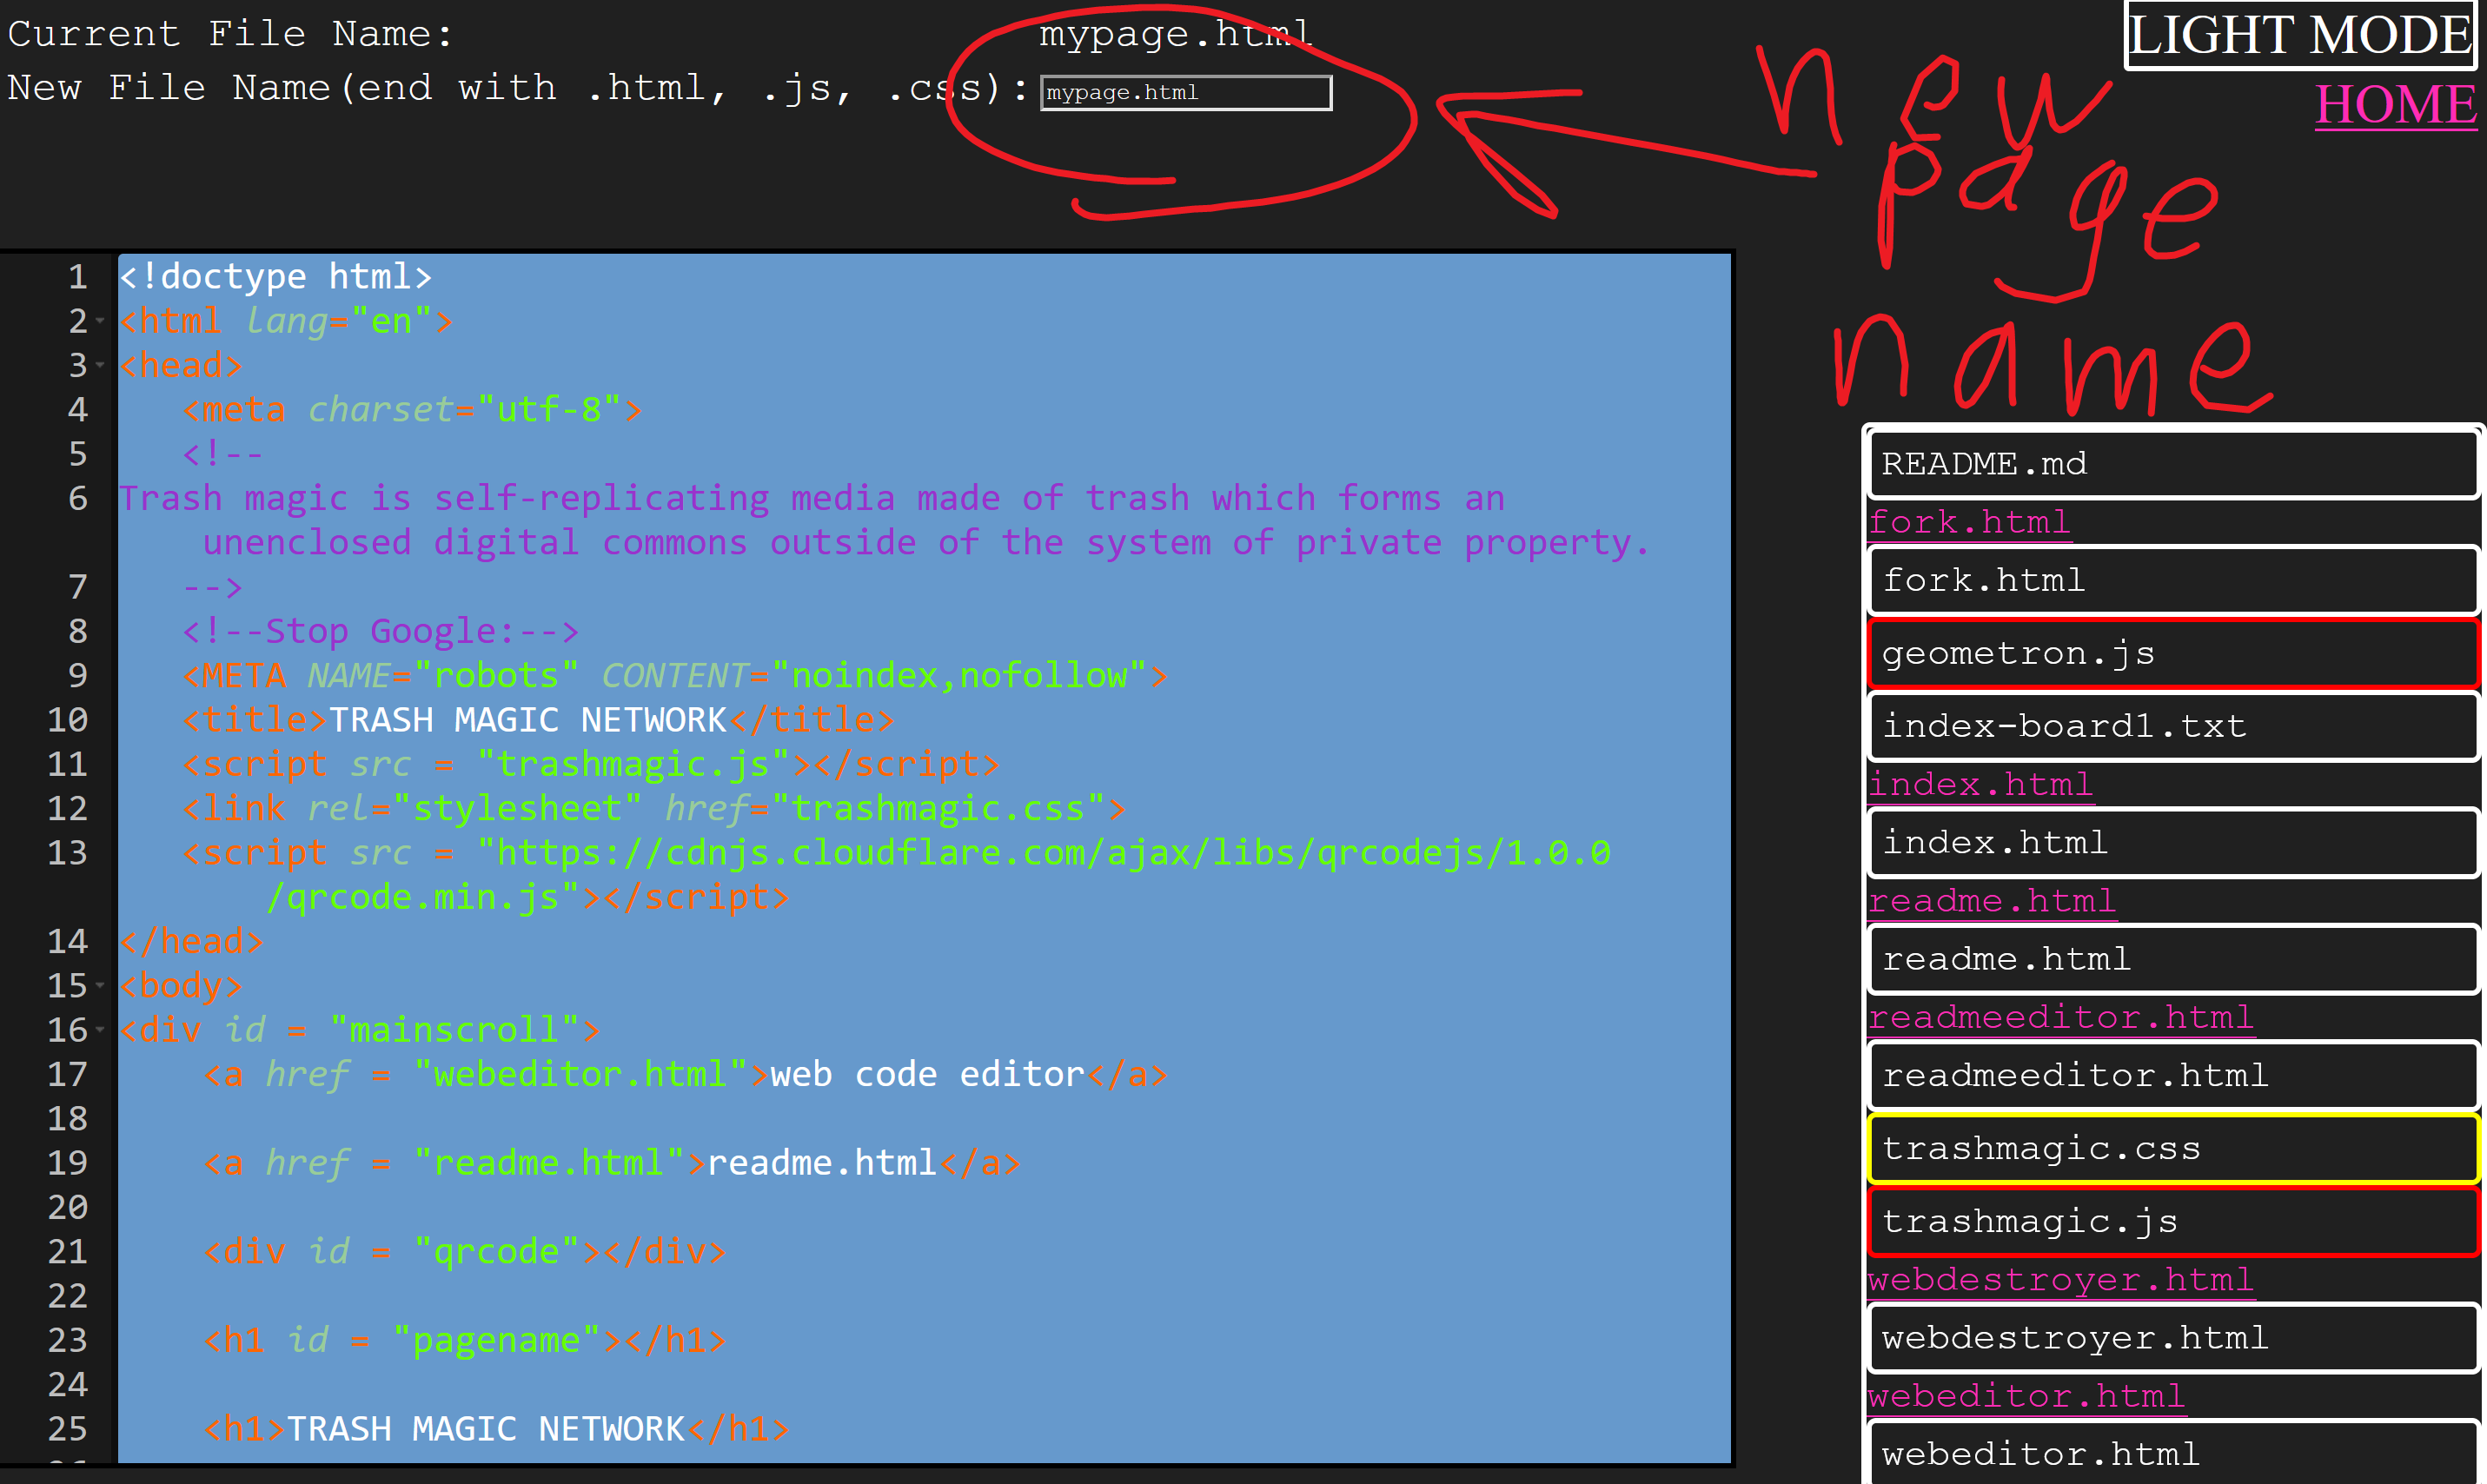 Current File Name: mypage.html
New File Name(end with .html, .js, .css): mypage.html
LIGHT MODE
HOME
new
page
name
1 <!doctype html>
2 <html lang="en">
3 <head>
4 <meta charset="utf-8">
5 <!--
6 Trash magic is self-replicating media made of trash which forms an
unenclosed digital commons outside of the system of private property.
7 -->
8 <!--Stop Google:-->
9 <META NAME="robots" CONTENT="noindex,nofollow">
10 <title>TRASH MAGIC NETWORK</title>
11 <script src = "trashmagic.js"></script>
12 <link rel="stylesheet" href="trashmagic.css">
13 <script src = "https://cdnjs.cloudflare.com/ajax/libs/qrcodejs/1.0.0
/qrcode.min.js"></script>
14 </head>
15 <body>
16 <div id = "mainscroll">
17 <a href = "webeditor.html">web code editor</a>
18
19 <a href = "readme.html">readme.html</a>
20
21 <div id = "qrcode"></div>
22
23 <h1 id = "pagename"></h1>
24
25 <h1>TRASH MAGIC NETWORK</h1>
README.md
fork.html
fork.html
geometron.js
index-board1.txt
index.html
index.html
readme.html
readme.html
readmeeditor.html
readmeeditor.html
trashmagic.css
trashmagic.js
webdestroyer.html
webdestroyer.html
webeditor.html
webeditor.html